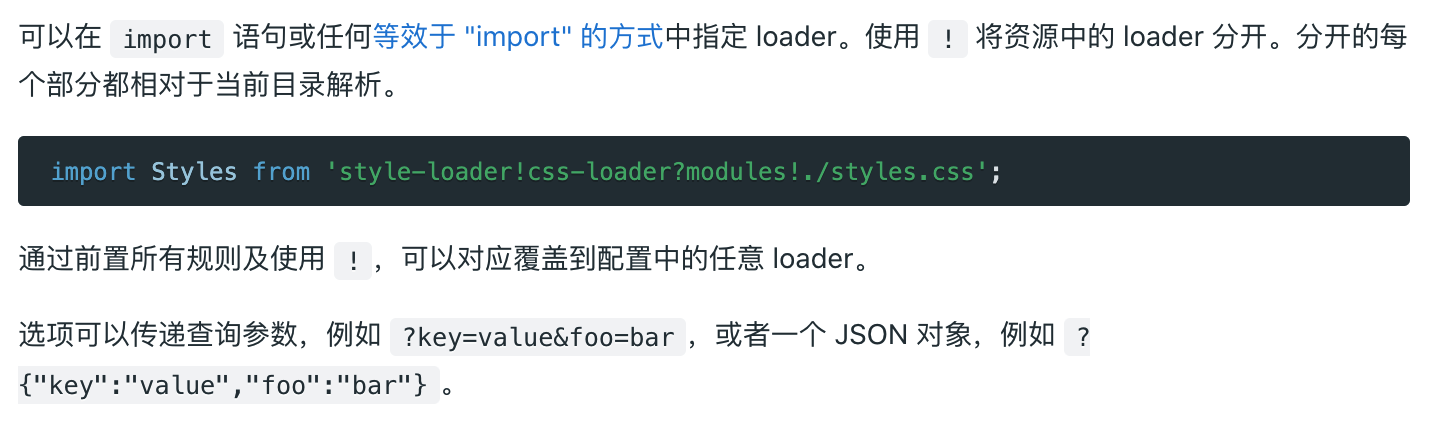 可以在 import 语句或任何等效于 "import" 的方式中指定 loader。使用 ! 将资源中的 loader 分开。分开的每
个部分都相对于当前目录解析。
import Styles from 'style-loader!css-loader?modules!./styles.css';
通过前置所有规则及使用 !，可以对应覆盖到配置中的任意 loader。
选项可以传递查询参数，例如 ?key=value&foo=bar，或者一个 JSON 对象，例如 ?
{"key":"value","foo":"bar"}。